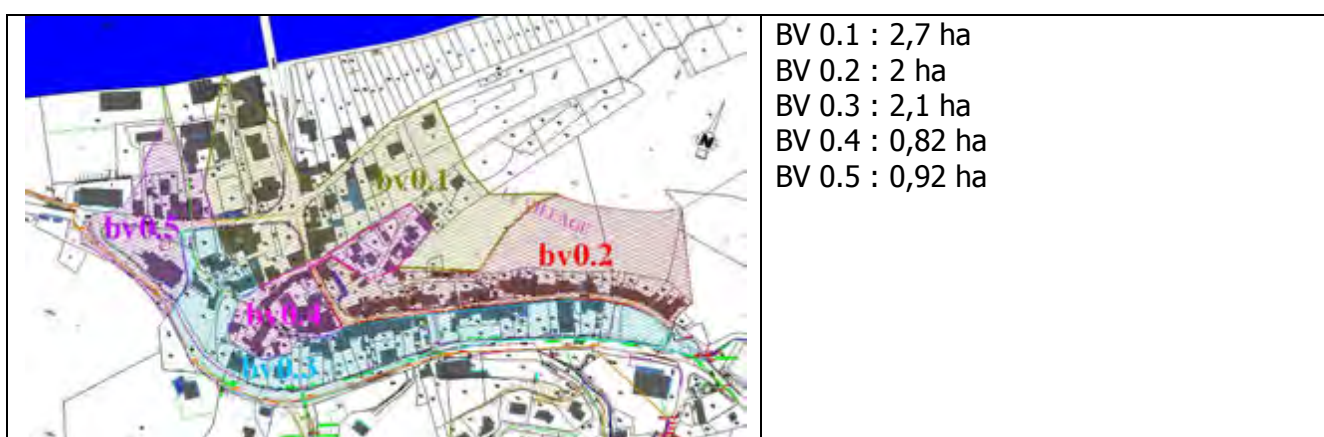 BV 0.1 : 2,7 ha
BV 0.2 : 2 ha
BV 0.3 : 2,1 ha
BV 0.4 : 0,82 ha
BV 0.5 : 0,92 ha
N
bv0.1
VILLAGE
bv0.5
bv0.2
bv0.4
bv0.3